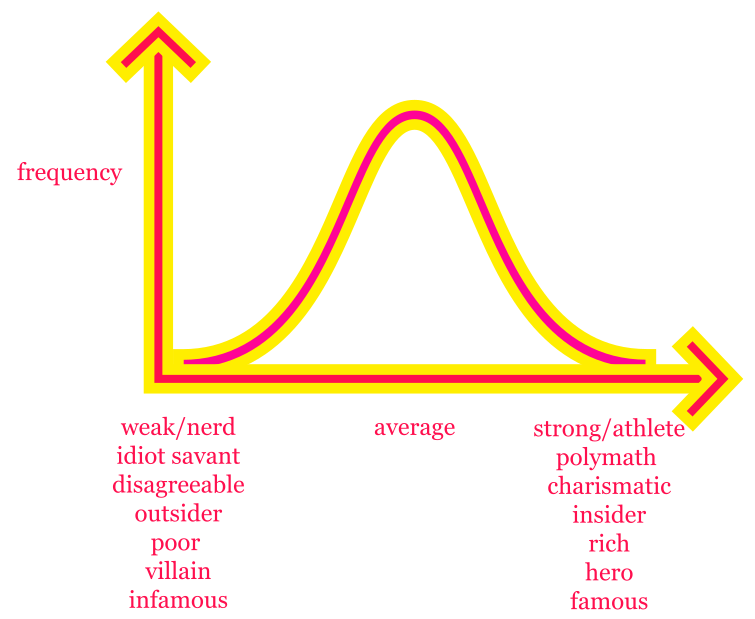 frequency
weak/nerd
idiot savant
disagreeable
outsider
poor
villain
infamous
average
strong/athlete
polymath
charismatic
insider
rich
hero
famous